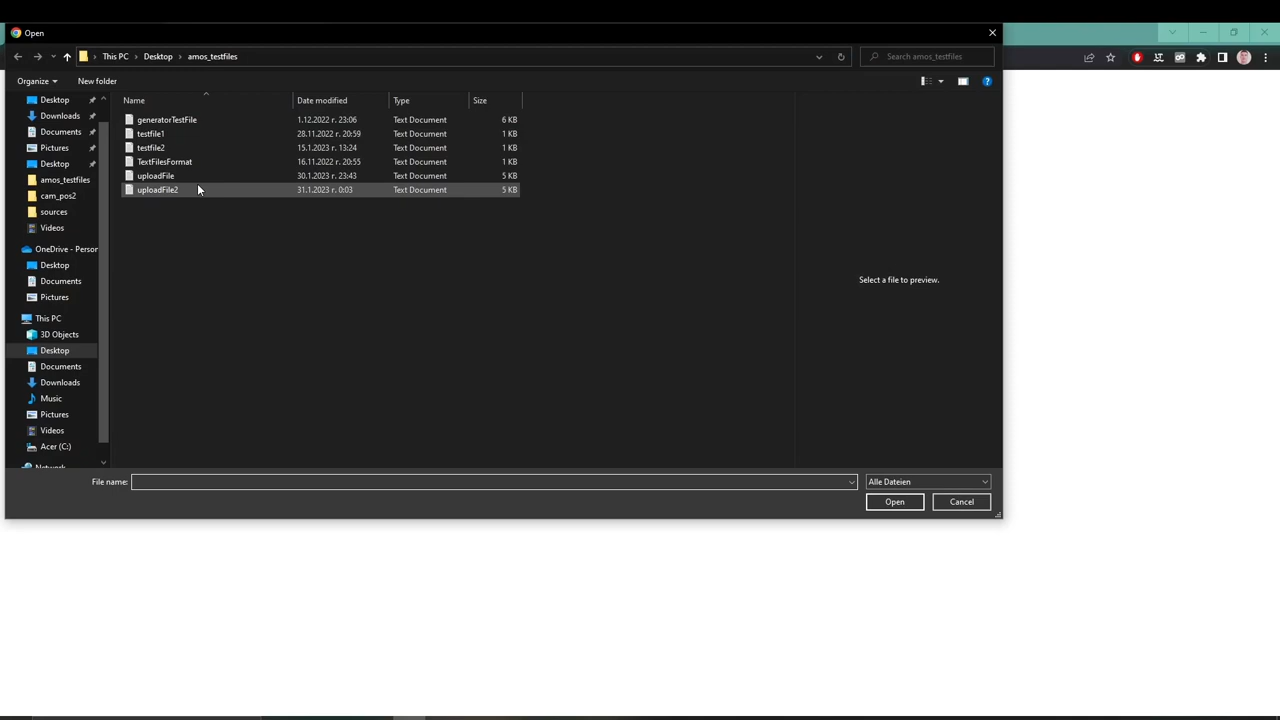 Open
This PC > Desktop > amos_testfiles
Search amos_testfiles
Organize
New folder
Name
Date modified
Type
Size
generatorTestFile 1.12.2022 г. 23:06 Text Document 6 KB
testfile1 28.11.2022 г. 20:59 Text Document 1 KB
testfile2 15.1.2023 г. 13:24 Text Document 1 KB
TextFilesFormat 16.11.2022 г. 20:55 Text Document 1 KB
uploadFile 30.1.2023 г. 23:43 Text Document 5 KB
uploadFile2 31.1.2023 г. 0:03 Text Document 5 KB
Desktop
Downloads
Documents
Pictures
Desktop
amos_testfiles
cam_pos2
sources
Videos
OneDrive - Person
Desktop
Documents
Pictures
This PC
3D Objects
Desktop
Documents
Downloads
Music
Pictures
Videos
Acer (C:)
Network
Select a file to preview.
File name:
Alle Dateien
Open
Cancel